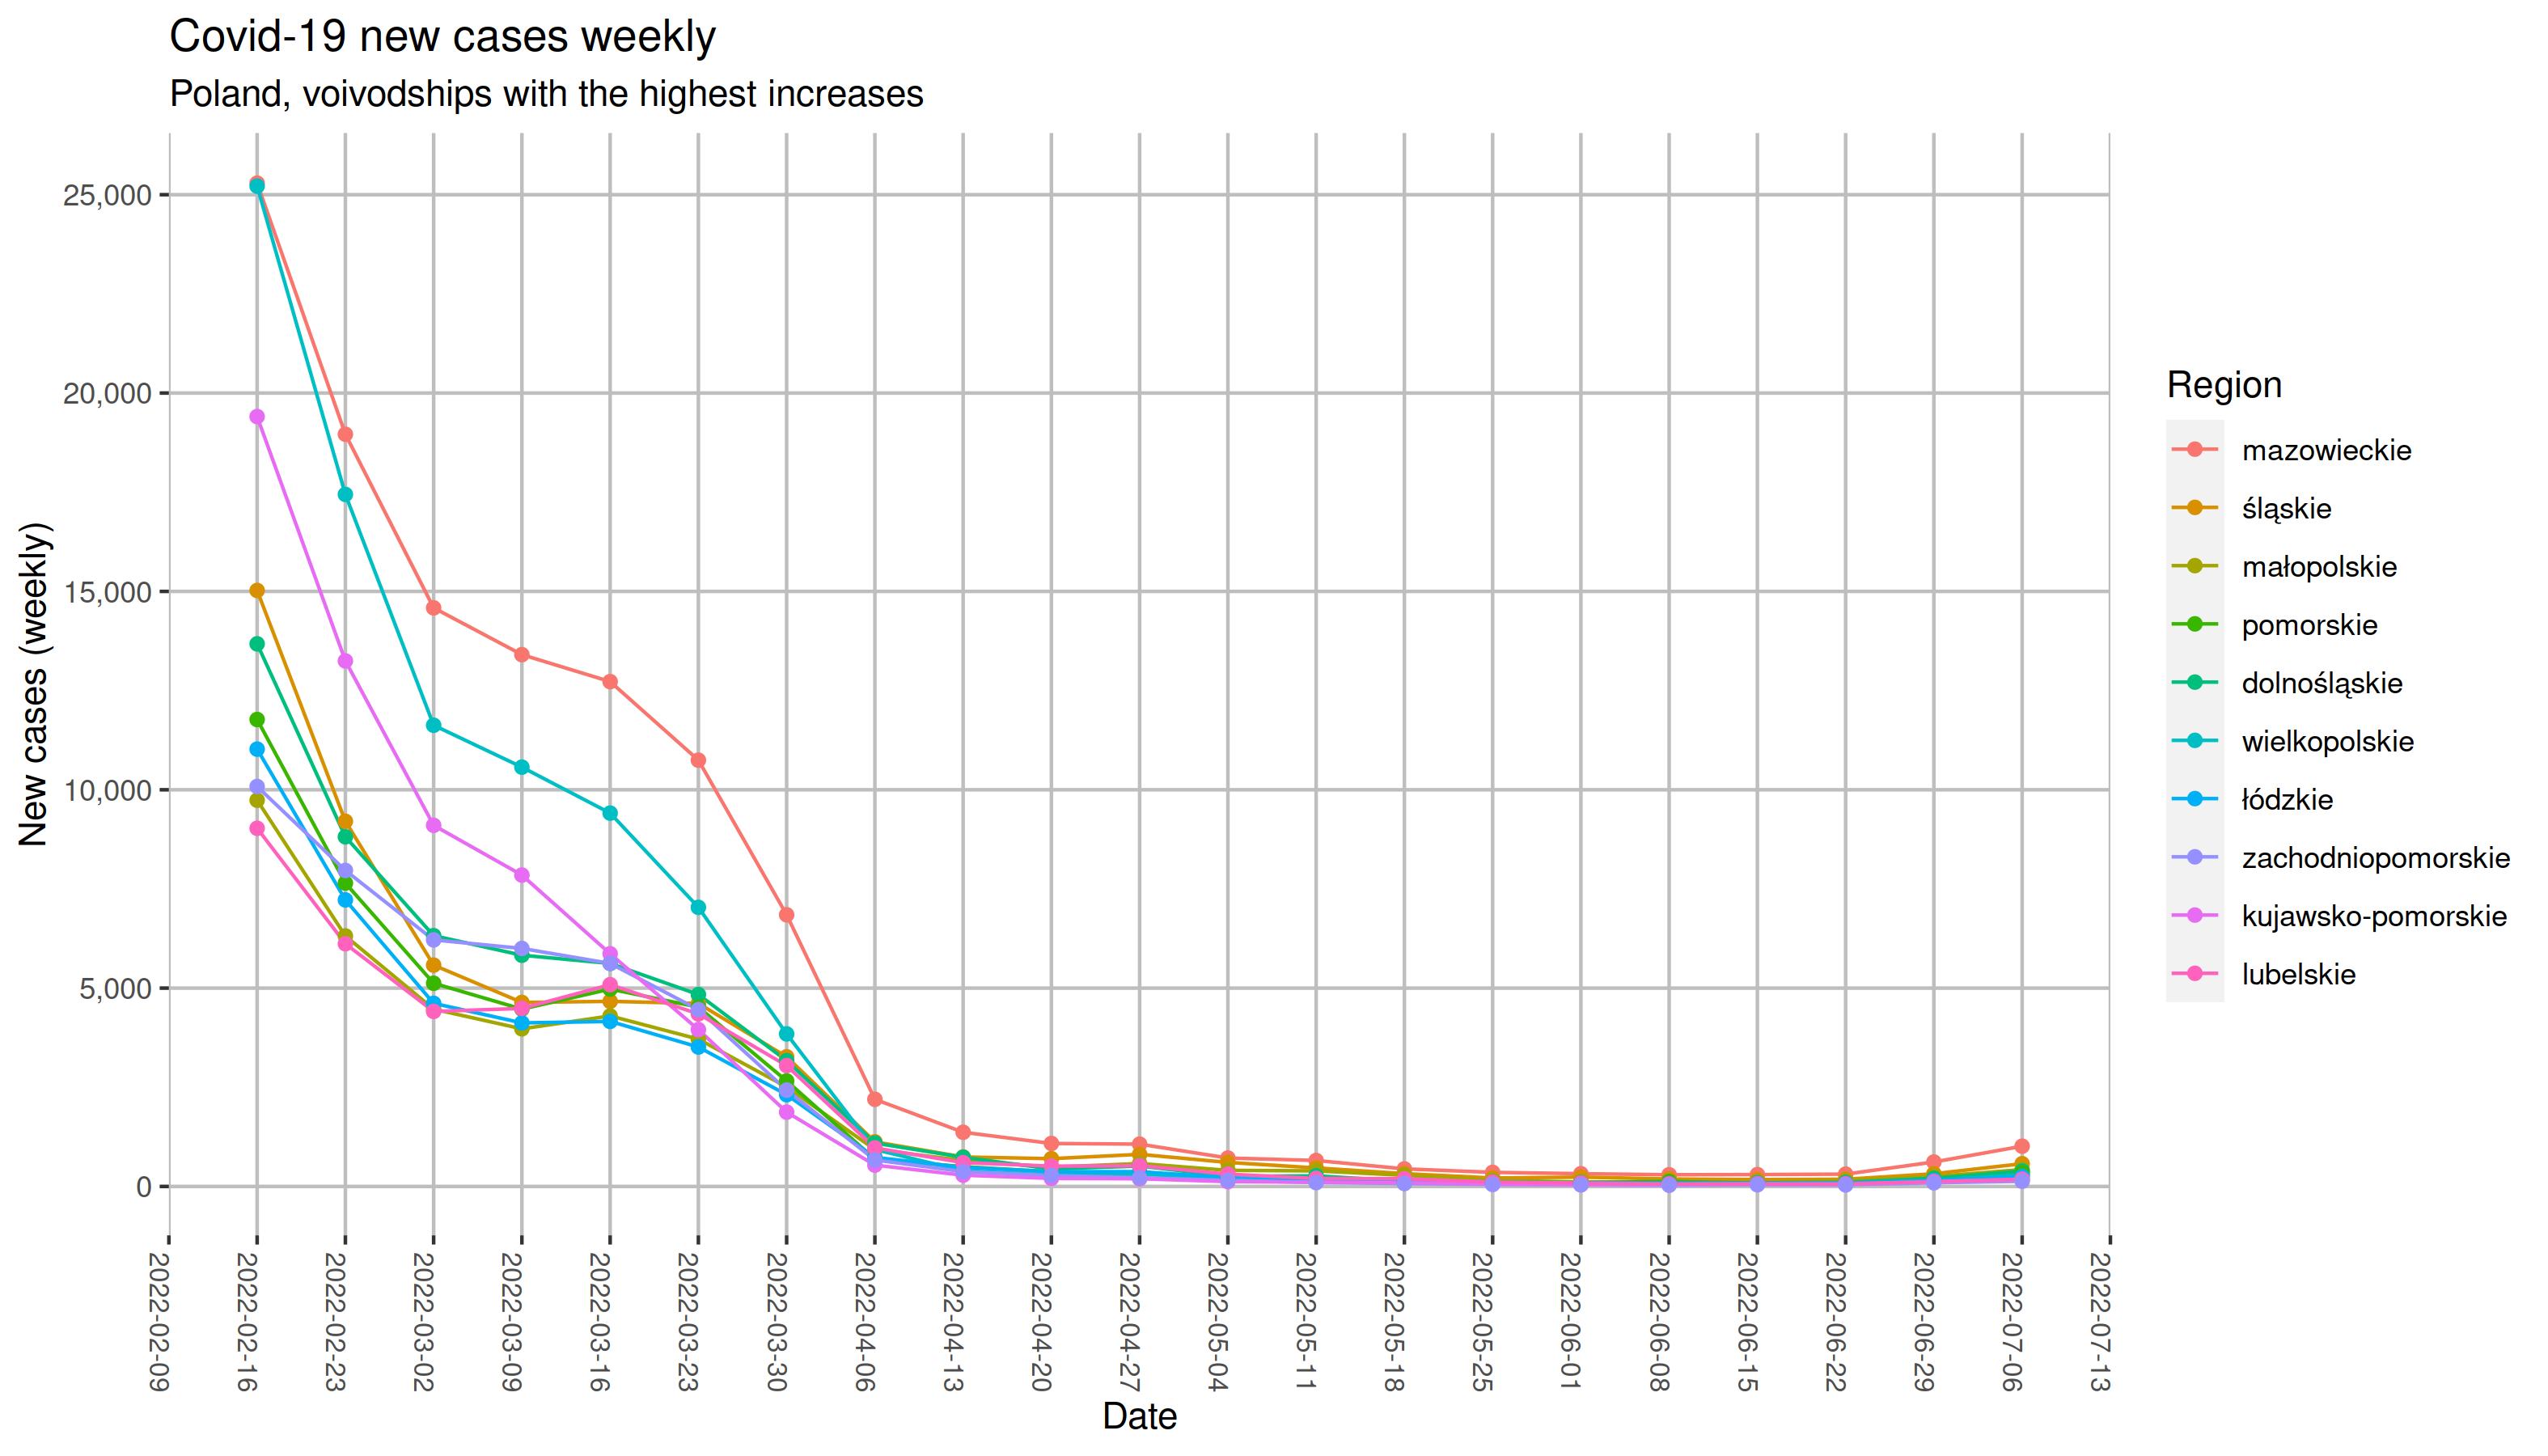 Covid-19 new cases weekly
Poland, voivodships with the highest increases
New cases (weekly)
25,000
20,000
15,000
10,000
5,000
0
2022-02-09
2022-02-16
2022-02-23
2022-03-02
2022-03-09
2022-03-16
2022-03-23
2022-03-30
2022-04-06
2022-04-13
2022-04-20
2022-04-27
2022-05-04
2022-05-11
2022-05-18
2022-05-25
2022-06-01
2022-06-08
2022-06-15
2022-06-22
2022-06-29
2022-07-06
2022-07-13
Date
Region
mazowieckie
śląskie
małopolskie
pomorskie
dolnośląskie
wielkopolskie
łódzkie
zachodniopomorskie
kujawsko-pomorskie
lubelskie